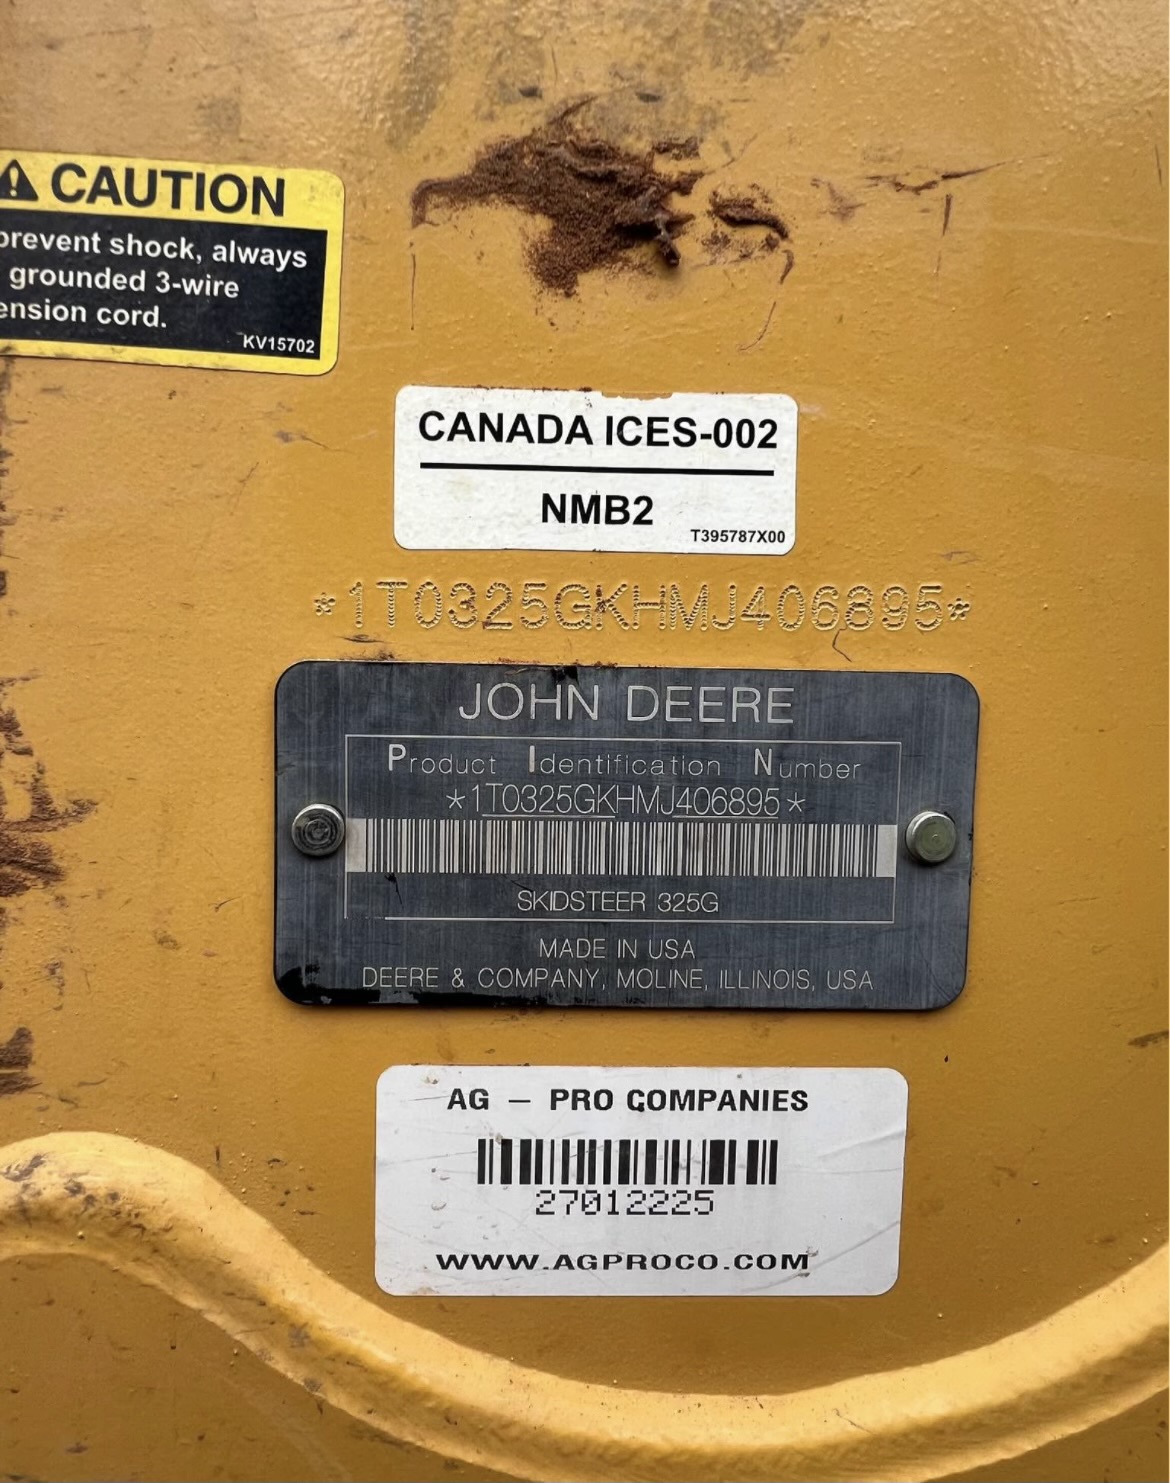 CAUTION
prevent shock, always
grounded 3-wire
ension cord.
KV15702
CANADA ICES-002
NMB2
T395787X00
*1T0325GKHMJ406895*
JOHN DEERE
Product Identification Number
*1T0325GKHMJ406895*
SKIDSTEER 325G
MADE IN USA
DEERE & COMPANY, MOLINE, ILLINOIS, USA
AG – PRO COMPANIES
27012225
WWW.AGPROCO.COM